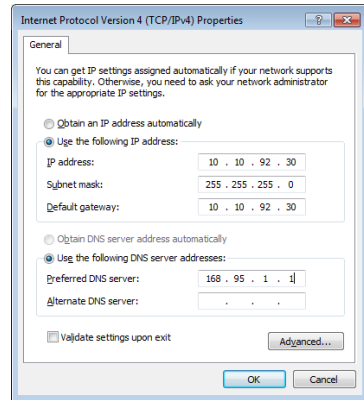 Internet Protocol Version 4 (TCP/IPv4) Properties
General
You can get IP settings assigned automatically if your network supports
this capability. Otherwise, you need to ask your network administrator
for the appropriate IP settings.
Obtain an IP address automatically
Use the following IP address:
IP address: 10 . 10 . 92 . 30
Subnet mask: 255 . 255 . 255 . 0
Default gateway: 10 . 10 . 92 . 30
Obtain DNS server address automatically
Use the following DNS server addresses:
Preferred DNS server: 168 . 95 . 1 . 1
Alternate DNS server: . . .
Validate settings upon exit
Advanced...
OK Cancel